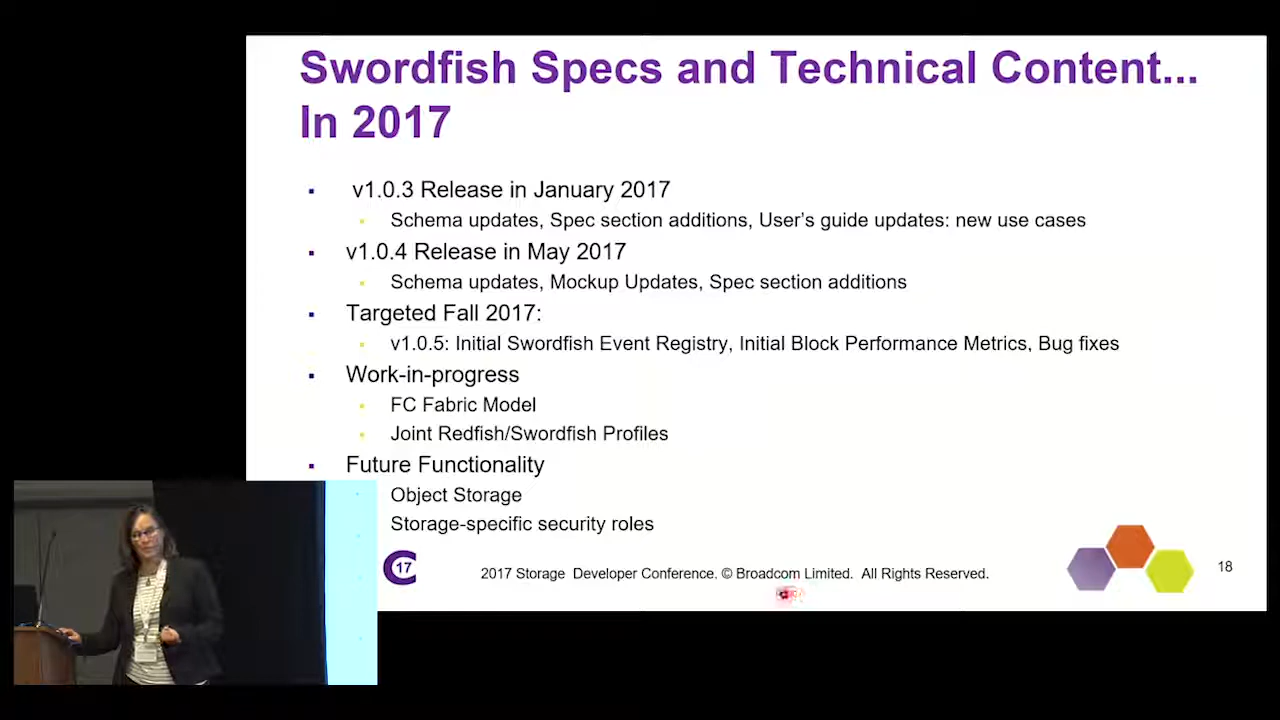 Swordfish Specs and Technical Content...
In 2017
v1.0.3 Release in January 2017
Schema updates, Spec section additions, User's guide updates: new use cases
v1.0.4 Release in May 2017
Schema updates, Mockup Updates, Spec section additions
Targeted Fall 2017:
v1.0.5: Initial Swordfish Event Registry, Initial Block Performance Metrics, Bug fixes
Work-in-progress
FC Fabric Model
Joint Redfish/Swordfish Profiles
Future Functionality
Object Storage
Storage-specific security roles
17
2017 Storage Developer Conference. © Broadcom Limited. All Rights Reserved.
18